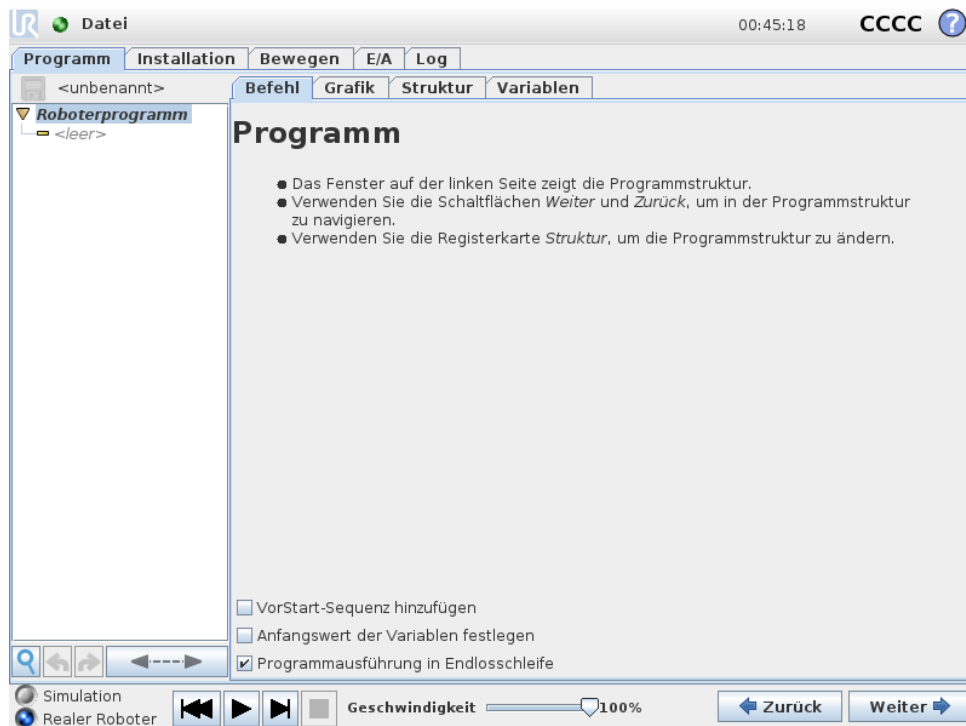 UR Datei 00:45:18 CCCC ?
Programm Installation Bewegen E/A Log
<unbenannt> Befehl Grafik Struktur Variablen
Roboterprogramm
<leer>
Programm
Das Fenster auf der linken Seite zeigt die Programmstruktur.
Verwenden Sie die Schaltflächen Weiter und Zurück, um in der Programmstruktur
zu navigieren.
Verwenden Sie die Registerkarte Struktur, um die Programmstruktur zu ändern.
VorStart-Sequenz hinzufügen
Anfangswert der Variablen festlegen
Programmausführung in Endlosschleife
Simulation
Realer Roboter
Geschwindigkeit 100% Zurück Weiter